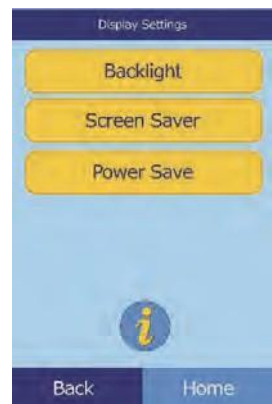 Display Settings
Backlight
Screen Saver
Power Save
i
Back Home